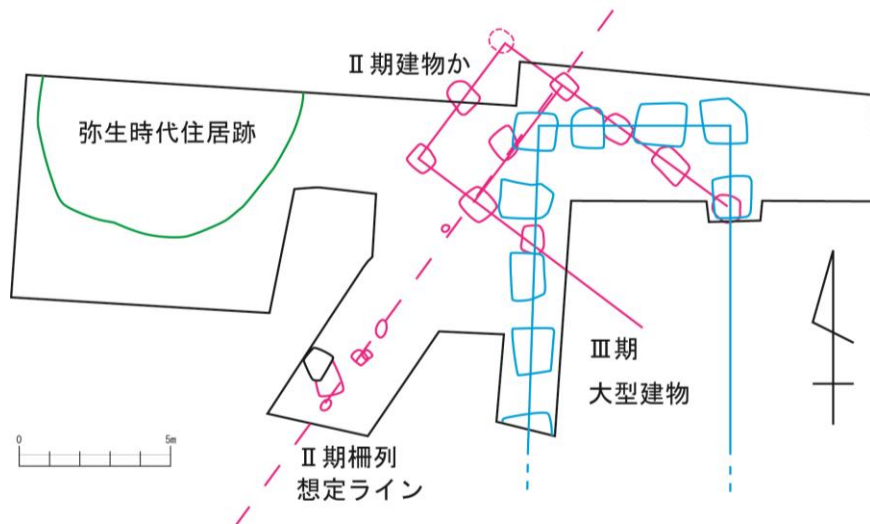 Ⅱ期建物か
弥生時代住居跡
Ⅲ期
大型建物
Ⅱ期柵列
想定ライン
0 5m